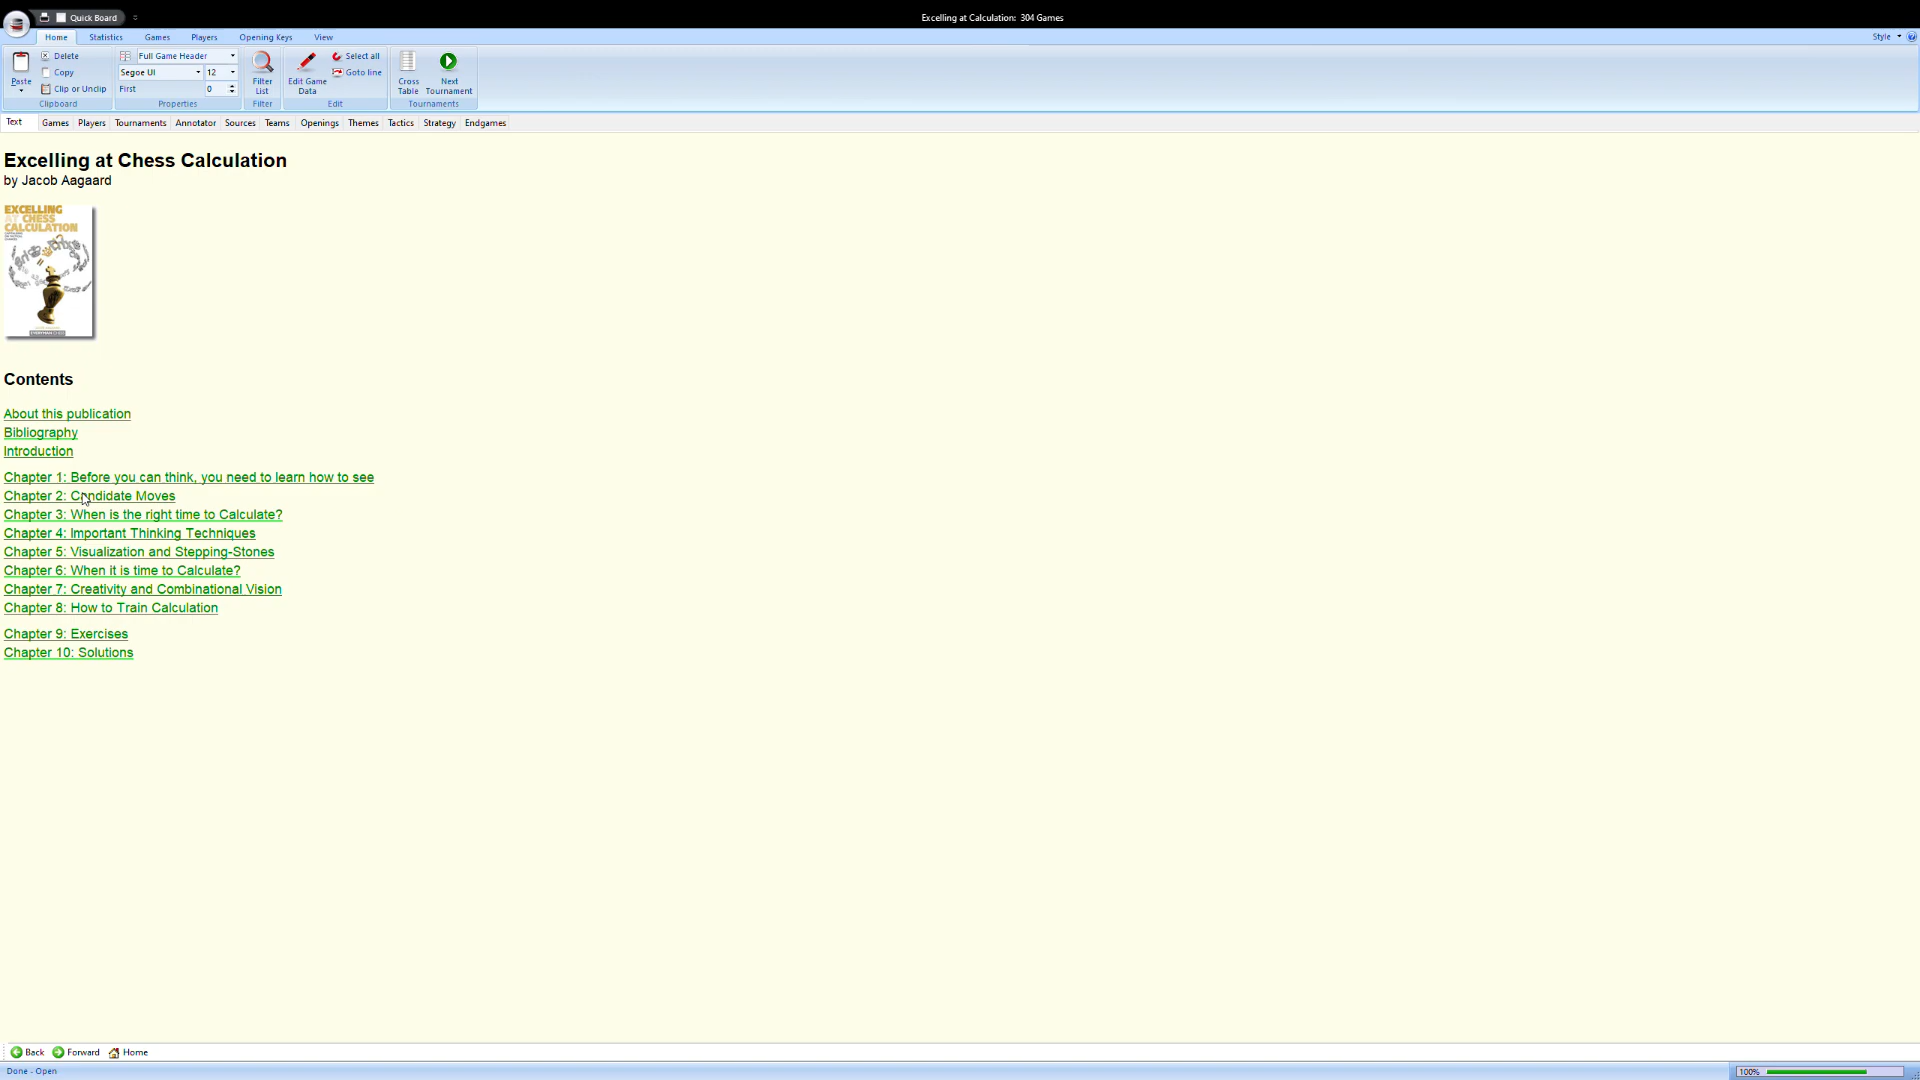 Quick Board
Excelling at Calculation: 304 Games
Home Statistics Games Players Opening Keys View
Style
Paste
Delete
Copy
Clip or Unclip
Clipboard
Full Game Header
Segoe UI 12
First 0
Properties
Filter List
Filter
Edit Game Data
Select all
Goto line
Edit
Cross Table
Next Tournament
Tournaments
Text Games Players Tournaments Annotator Sources Teams Openings Themes Tactics Strategy Endgames
Excelling at Chess Calculation
by Jacob Aagaard
EXCELLING
AT CHESS
CALCULATION
Contents
About this publication
Bibliography
Introduction
Chapter 1: Before you can think, you need to learn how to see
Chapter 2: Candidate Moves
Chapter 3: When is the right time to Calculate?
Chapter 4: Important Thinking Techniques
Chapter 5: Visualization and Stepping-Stones
Chapter 6: When it is time to Calculate?
Chapter 7: Creativity and Combinational Vision
Chapter 8: How to Train Calculation
Chapter 9: Exercises
Chapter 10: Solutions
Back Forward Home
Done - Open
100%